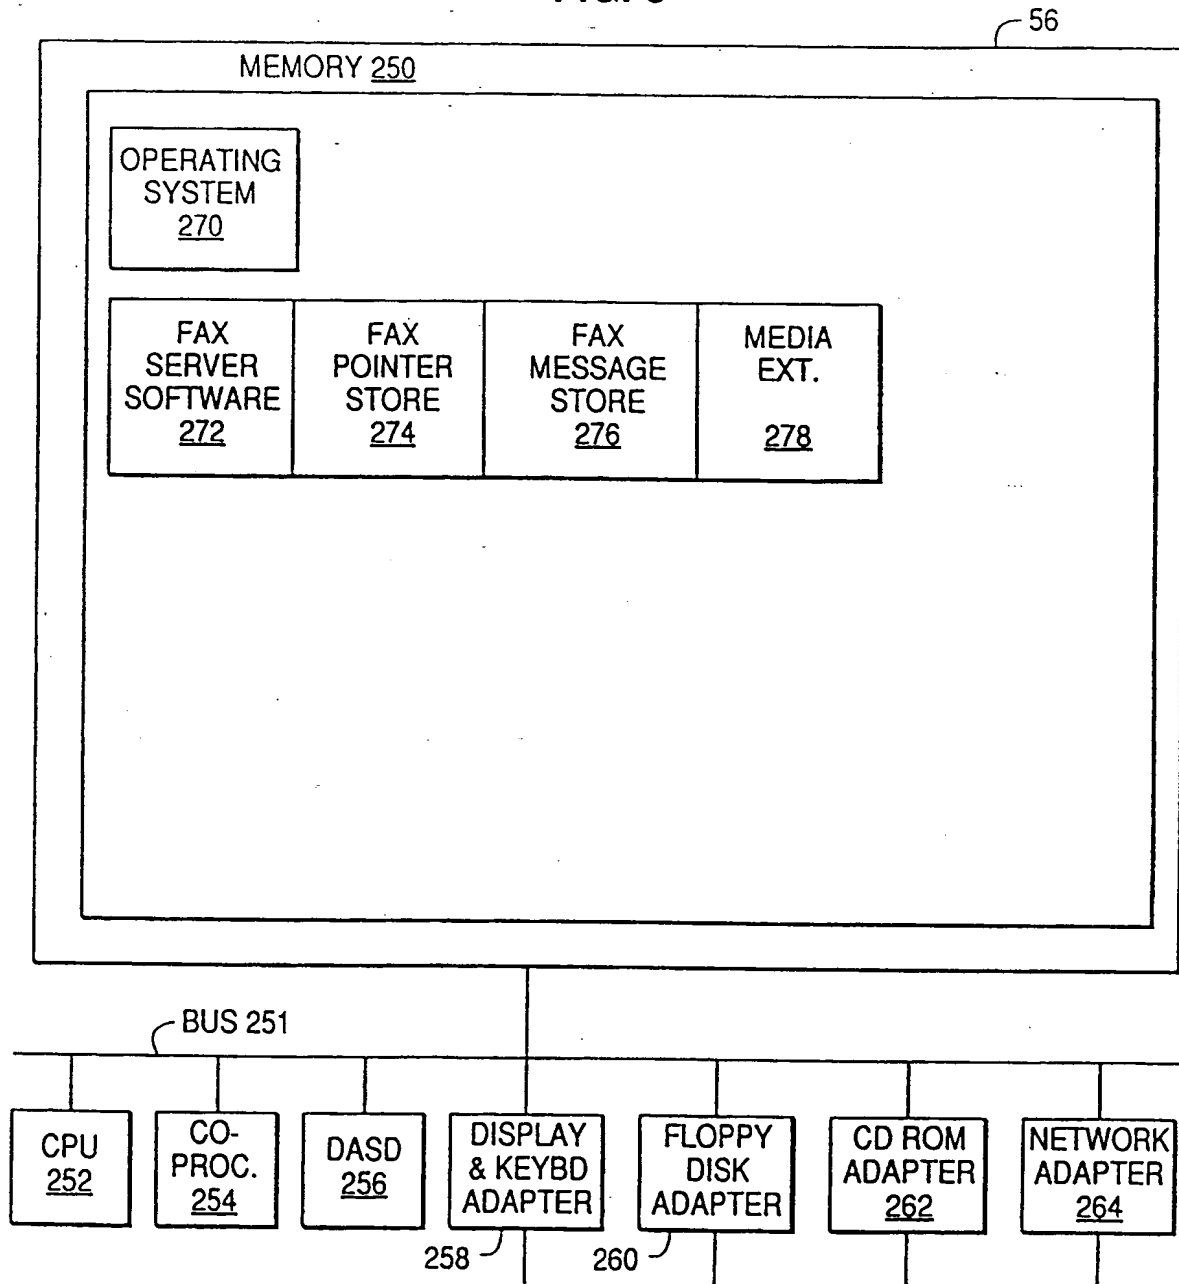 56
MEMORY 250
OPERATING
SYSTEM
270
FAX
SERVER
SOFTWARE
272
FAX
POINTER
STORE
274
FAX
MESSAGE
STORE
276
MEDIA
EXT.
278
BUS 251
CPU
252
CO-
PROC.
254
DASD
256
DISPLAY
& KEYBD
ADAPTER
258
FLOPPY
DISK
ADAPTER
260
CD ROM
ADAPTER
262
NETWORK
ADAPTER
264